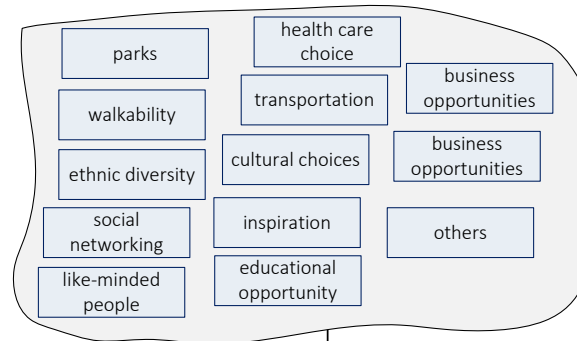 parks
walkability
ethnic diversity
social
networking
like-minded
people
health care
choice
transportation
cultural choices
inspiration
educational
opportunity
business
opportunities
business
opportunities
others